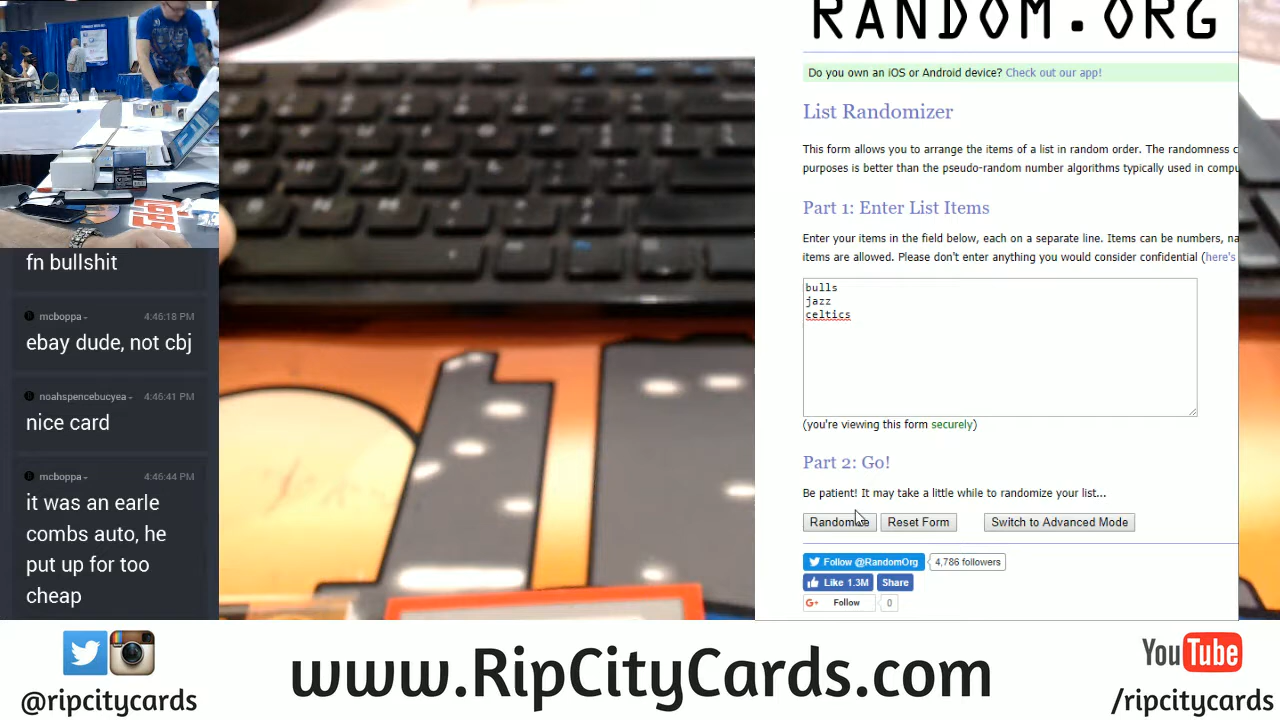 fn bullshit
mcboppa 4:46:18 PM
ebay dude, not cbj
noahspencebucyea 4:46:41 PM
nice card
mcboppa 4:46:44 PM
it was an earle
combs auto, he
put up for too
cheap
RANDOM.ORG
Do you own an iOS or Android device? Check out our app!
List Randomizer
This form allows you to arrange the items of a list in random order. The randomness c
purposes is better than the pseudo-random number algorithms typically used in compu
Part 1: Enter List Items
Enter your items in the field below, each on a separate line. Items can be numbers, na
items are allowed. Please don't enter anything you would consider confidential (here's
bulls
jazz
celtics
(you're viewing this form securely)
Part 2: Go!
Be patient! It may take a little while to randomize your list...
Randomize Reset Form Switch to Advanced Mode
Follow @RandomOrg 4,786 followers
Like 1.3M Share
G+ Follow 0
@ripcitycards
www.RipCityCards.com
YouTube
/ripcitycards